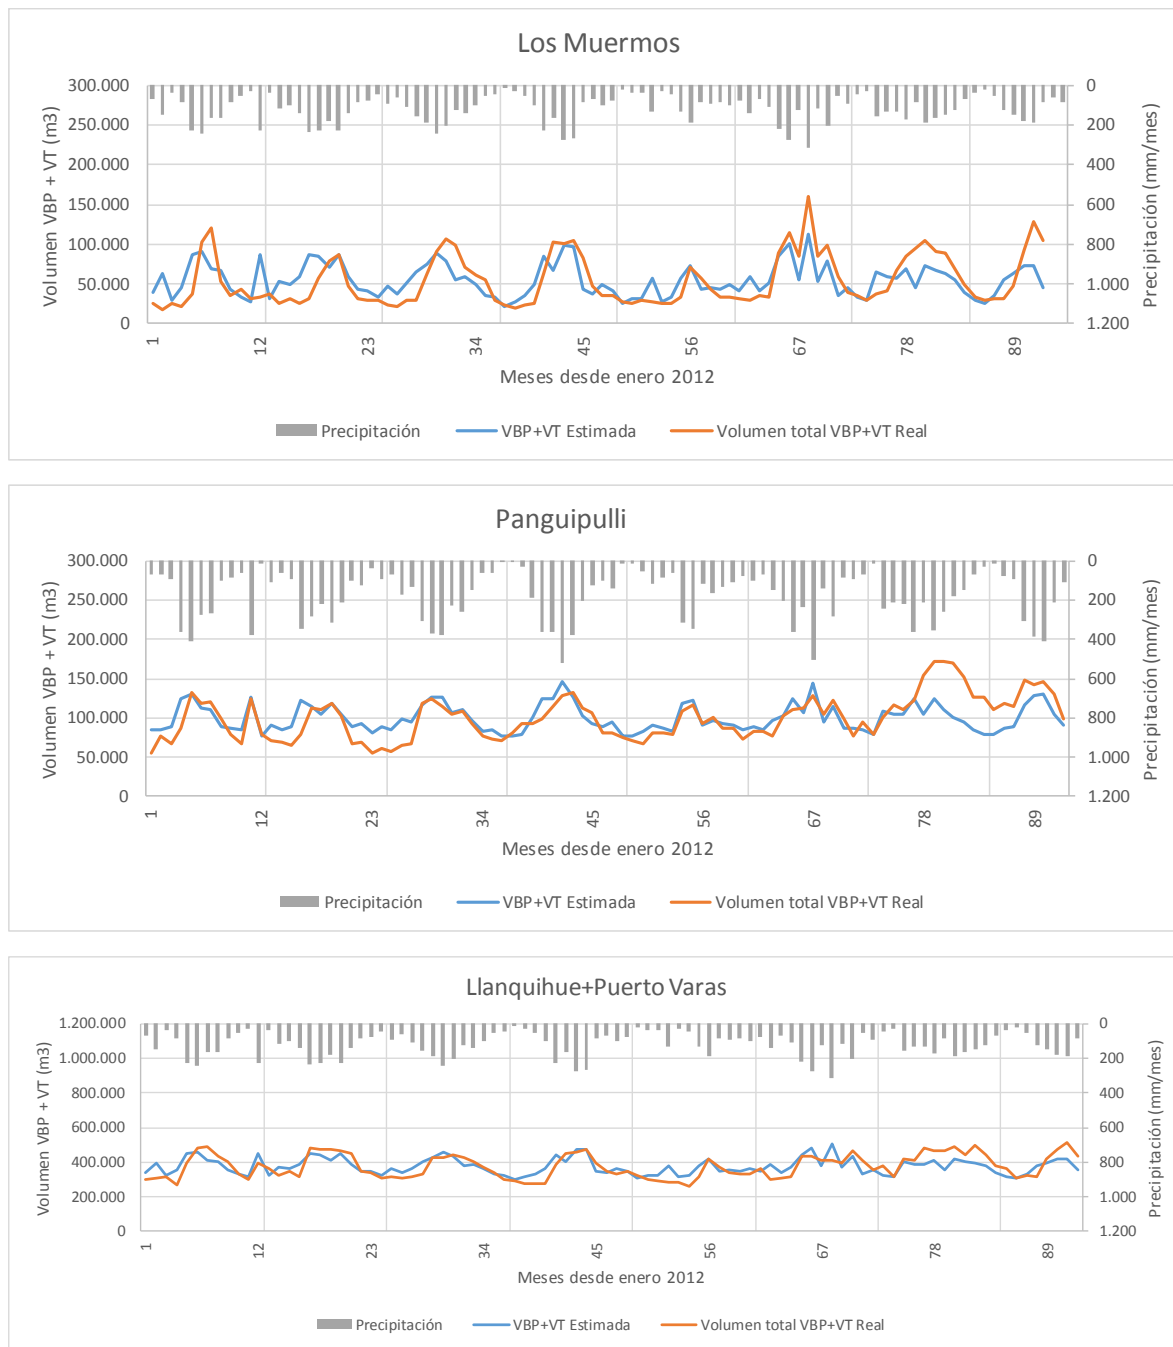 Los Muermos
300.000
250.000
200.000
150.000
100.000
50.000
0
Volumen VBP + VT (m3)
0
200
400
600
800
1.000
1.200
Precipitación (mm/mes)
1 12 23 34 45 56 67 78 89
Meses desde enero 2012
Precipitación VBP+VT Estimada Volumen total VBP+VT Real
Panguipulli
300.000
250.000
200.000
150.000
100.000
50.000
0
Volumen VBP + VT (m3)
0
200
400
600
800
1.000
1.200
Precipitación (mm/mes)
1 12 23 34 45 56 67 78 89
Meses desde enero 2012
Precipitación VBP+VT Estimada Volumen total VBP+VT Real
Llanquihue+Puerto Varas
1.200.000
1.000.000
800.000
600.000
400.000
200.000
0
Volumen VBP + VT (m3)
0
200
400
600
800
1.000
1.200
Precipitación (mm/mes)
1 12 23 34 45 56 67 78 89
Meses desde enero 2012
Precipitación VBP+VT Estimada Volumen total VBP+VT Real